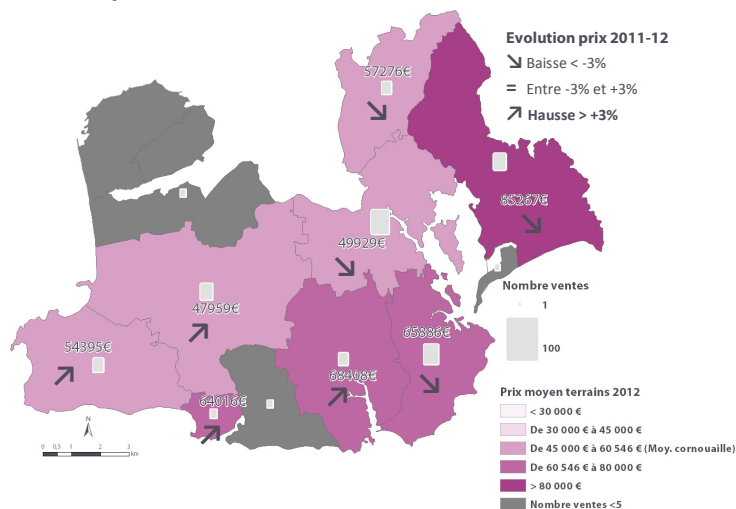 Evolution prix 2011-12
Baisse < -3%
= Entre -3% et +3%
Hausse > +3%
57276€
85267€
49929€
47959€
54395€
65886€
68408€
64016€
Nombre ventes
1
100
Prix moyen terrains 2012
< 30 000 €
De 30 000 € à 45 000 €
De 45 000 € à 60 546 € (Moy. cornouaille)
De 60 546 € à 80 000 €
> 80 000 €
Nombre ventes <5
N
0 0,5 1 2 3
km